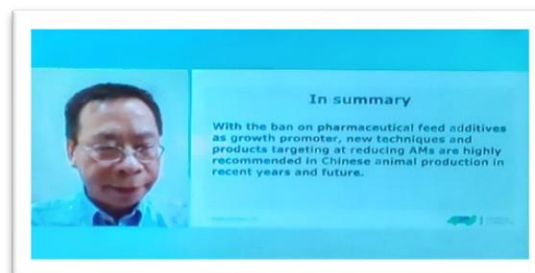 In summary
With the ban on pharmaceutical feed additives
as growth promoter, new techniques and
products targeting at reducing AMs are highly
recommended in Chinese animal production in
recent years and future.